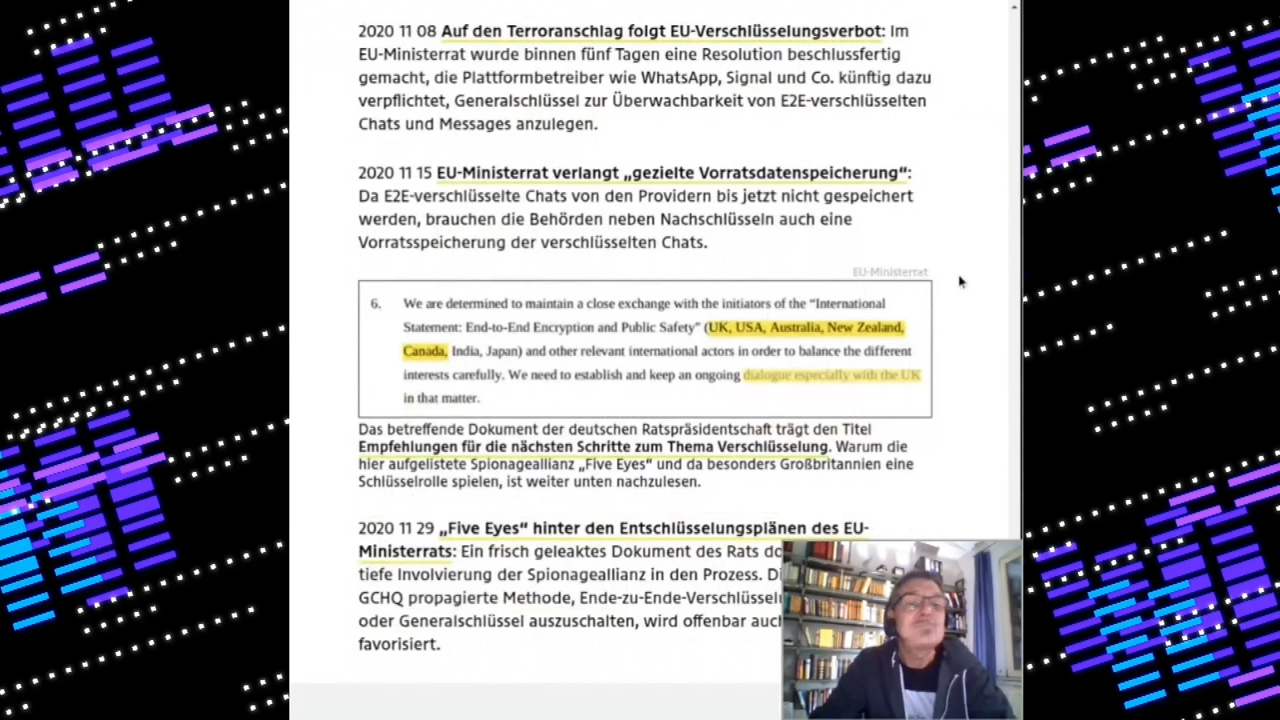 2020 11 08 Auf den Terroranschlag folgt EU-Verschlüsselungsverbot: Im
EU-Ministerrat wurde binnen fünf Tagen eine Resolution beschlussfertig
gemacht, die Plattformbetreiber wie WhatsApp, Signal und Co. künftig dazu
verpflichtet, Generalschlüssel zur Überwachbarkeit von E2E-verschlüsselten
Chats und Messages anzulegen.
2020 11 15 EU-Ministerrat verlangt „gezielte Vorratsdatenspeicherung“:
Da E2E-verschlüsselte Chats von den Providern bis jetzt nicht gespeichert
werden, brauchen die Behörden neben Nachschlüsseln auch eine
Vorratsspeicherung der verschlüsselten Chats.
EU-Ministerrat
6. We are determined to maintain a close exchange with the initiators of the “International
Statement: End-to-End Encryption and Public Safety” (UK, USA, Australia, New Zealand,
Canada, India, Japan) and other relevant international actors in order to balance the different
interests carefully. We need to establish and keep an ongoing dialogue especially with the UK
in that matter.
Das betreffende Dokument der deutschen Ratspräsidentschaft trägt den Titel
Empfehlungen für die nächsten Schritte zum Thema Verschlüsselung. Warum die
hier aufgelistete Spionageallianz „Five Eyes“ und da besonders Großbritannien eine
Schlüsselrolle spielen, ist weiter unten nachzulesen.
2020 11 29 „Five Eyes“ hinter den Entschlüsselungsplänen des EU-
Ministerrats: Ein frisch geleaktes Dokument des Rats do
tiefe Involvierung der Spionageallianz in den Prozess. Di
GCHQ propagierte Methode, Ende-zu-Ende-Verschlüssel
oder Generalschlüssel auszuschalten, wird offenbar auch
favorisiert.